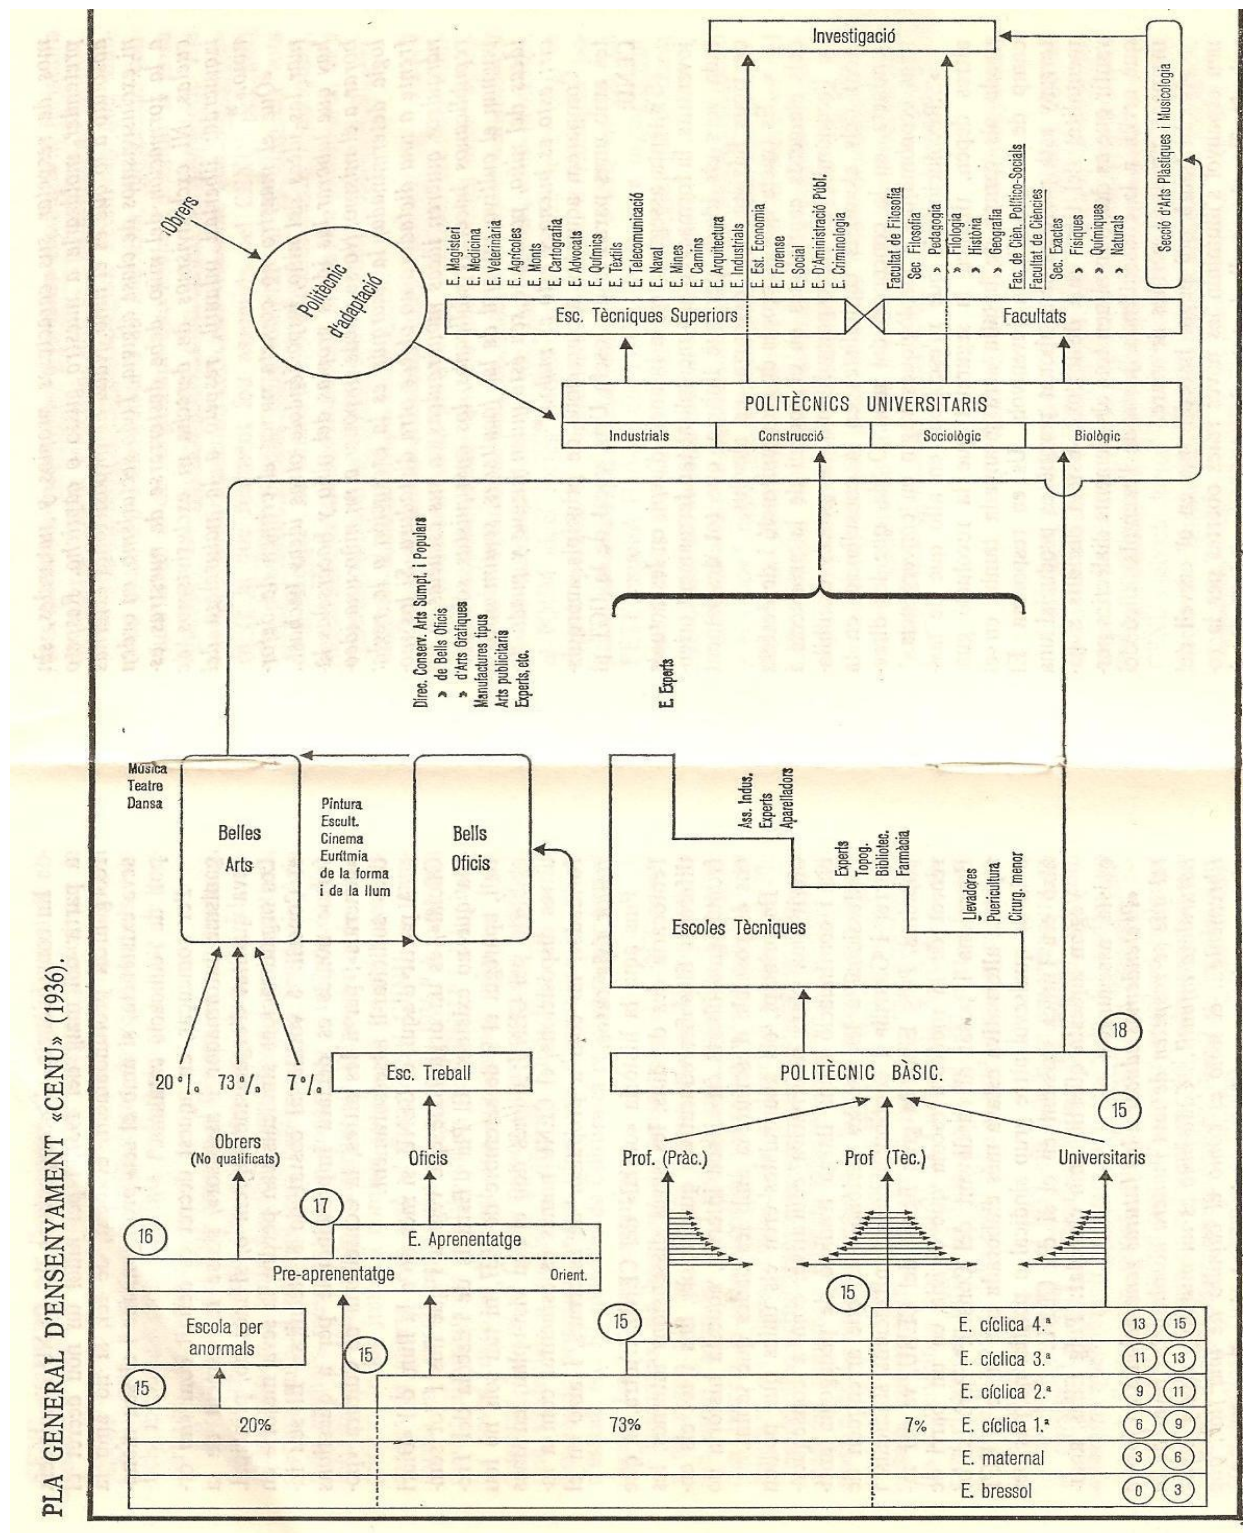 PLA GENERAL D'ENSENYAMENT «CENU» (1936).
Investigació
Secció d'Arts Plàstiques i Musicologia
Obrers
Politècnic
d'adaptació
E. Magisteri
E. Medicina
E. Veterinària
E. Agrícoles
E. Monts
E. Cartografia
E. Advocats
E. Químics
E. Tèxtils
E. Telecomunicació
E. Naval
E. Mines
E. Camins
E. Arquitectura
E. Industrials
E. Est. Economia
E. Forense
E. Social
E. D'Aministració Públ.
E. Criminologia
Facultat de Filosofia
Sec Filosofia
» Pedagogia
» Filologia
» Història
» Geografia
Fac. de Cièn. Político-Socials
Facultat de Ciències
Sec. Exactes
» Físiques
» Químiques
» Naturals
Esc. Tècniques Superiors
Facultats
POLITÈCNICS UNIVERSITARIS
Industrials
Construcció
Sociològic
Biològic
Direc. Conserv. Arts Sumpt. i Populars
» de Bells Oficis
» d'Arts Gràfiques
Manufactures tipus
Arts publicitaris
Experts, etc.
E. Experts
Música
Teatre
Dansa
Belles
Arts
Pintura
Escult.
Cinema
Eurítmia
de la forma
i de la llum
Bells
Oficis
Ass. Indus.
Experts
Aparelladors
Experts
Topog.
Bibliotec.
Farmàcia
Llevadores
Puericultura
Cirurg. menor
Escoles Tècniques
20%
73%
7%
Esc. Treball
POLITÈCNIC BÀSIC.
18
15
Obrers
(No qualificats)
Oficis
Prof. (Pràc.)
Prof (Tèc.)
Universitaris
16
17
E. Aprenentatge
Pre-aprenentatge
Orient.
Escola per
anormals
15
15
15
15
E. cíclica 4.ª
13 15
E. cíclica 3.ª
11 13
E. cíclica 2.ª
9 11
20%
73%
7%
E. cíclica 1.ª
6 9
E. maternal
3 6
E. bressol
0 3